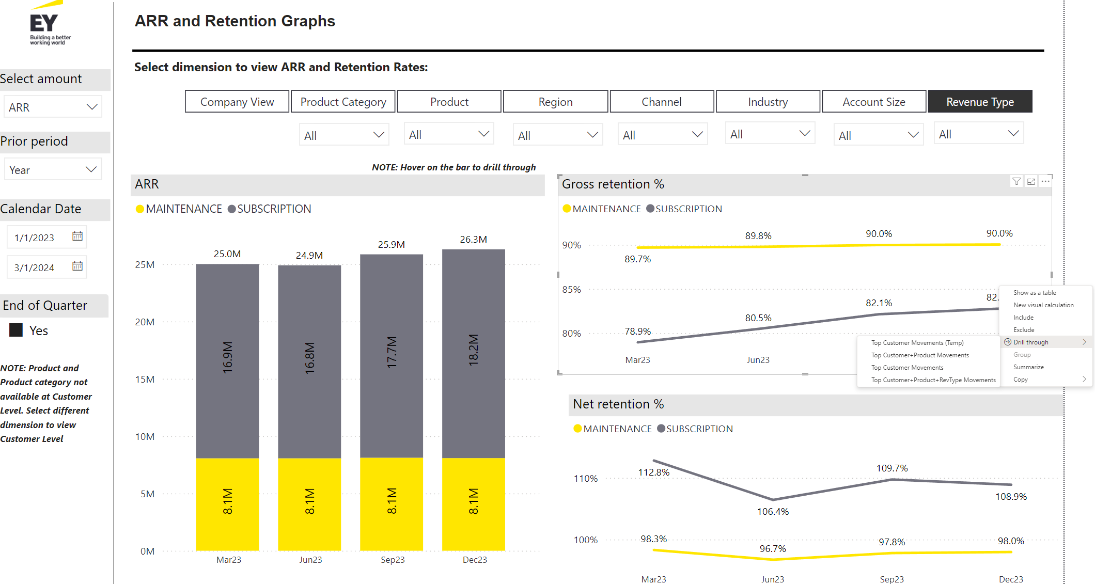 EY
Building a better
working world
ARR and Retention Graphs
Select dimension to view ARR and Retention Rates:
Select amount
ARR
Prior period
Year
Calendar Date
1/1/2023
3/1/2024
End of Quarter
Yes
NOTE: Product and
Product category not
available at Customer
Level. Select different
dimension to view
Customer Level
Company View Product Category Product Region Channel Industry Account Size Revenue Type
All All All All All All All
NOTE: Hover on the bar to drill through
ARR
MAINTENANCE SUBSCRIPTION
25.0M 24.9M 25.9M 26.3M
25M
20M
15M
10M
5M
0M
16.9M 16.8M 17.7M 18.2M
8.1M 8.1M 8.1M 8.1M
Mar23 Jun23 Sep23 Dec23
Gross retention %
MAINTENANCE SUBSCRIPTION
90%
85%
80%
89.7% 89.8% 90.0% 90.0%
78.9% 80.5% 82.1% 82.
Mar23 Jun23
Show as a table
New visual calculation
Include
Exclude
Drill through
Group
Summarize
Copy
Top Customer Movements (Temp)
Top Customer+Product Movements
Top Customer Movements
Top Customer+Product+RevType Movements
Net retention %
MAINTENANCE SUBSCRIPTION
110%
100%
112.8% 106.4% 109.7% 108.9%
98.3% 96.7% 97.8% 98.0%
Mar23 Jun23 Sep23 Dec23